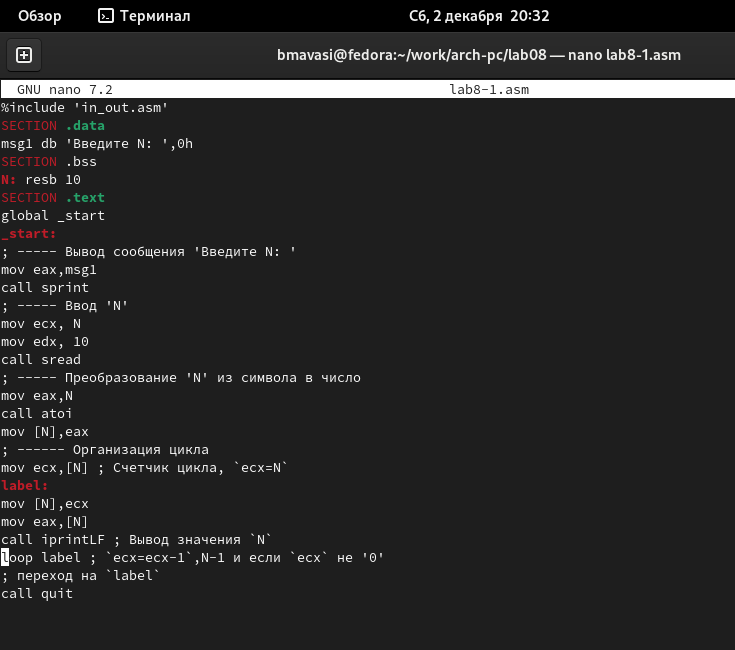 Обзор Терминал Сб, 2 декабря 20:32
bmavasi@fedora:~/work/arch-pc/lab08 — nano lab8-1.asm
GNU nano 7.2 lab8-1.asm
%include 'in_out.asm'
SECTION .data
msg1 db 'Введите N: ',0h
SECTION .bss
N: resb 10
SECTION .text
global _start
_start:
; ----- Вывод сообщения 'Введите N: '
mov eax,msg1
call sprint
; ----- Ввод 'N'
mov ecx, N
mov edx, 10
call sread
; ----- Преобразование 'N' из символа в число
mov eax,N
call atoi
mov [N],eax
; ------ Организация цикла
mov ecx,[N] ; Счетчик цикла, `ecx=N`
label:
mov [N],ecx
mov eax,[N]
call iprintLF ; Вывод значения `N`
loop label ; `ecx=ecx-1`,N-1 и если `ecx` не '0'
; переход на `label`
call quit